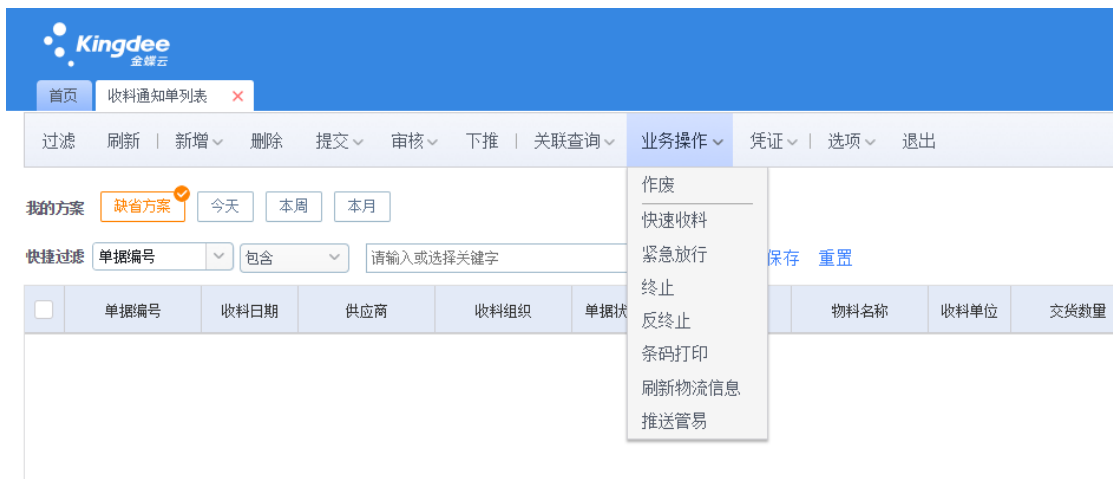 Kingdee
金蝶云
首页 收料通知单列表 ×
过滤 刷新 | 新增 删除 提交 审核 下推 | 关联查询 业务操作 凭证 | 选项 退出
作废
我的方案 缺省方案 今天 本周 本月
快速收料
快捷过滤 单据编号 包含 请输入或选择关键字 保存 重置
紧急放行
终止
单据编号 收料日期 供应商 收料组织 单据状 物料名称 收料单位 交货数量
反终止
条码打印
刷新物流信息
推送管易